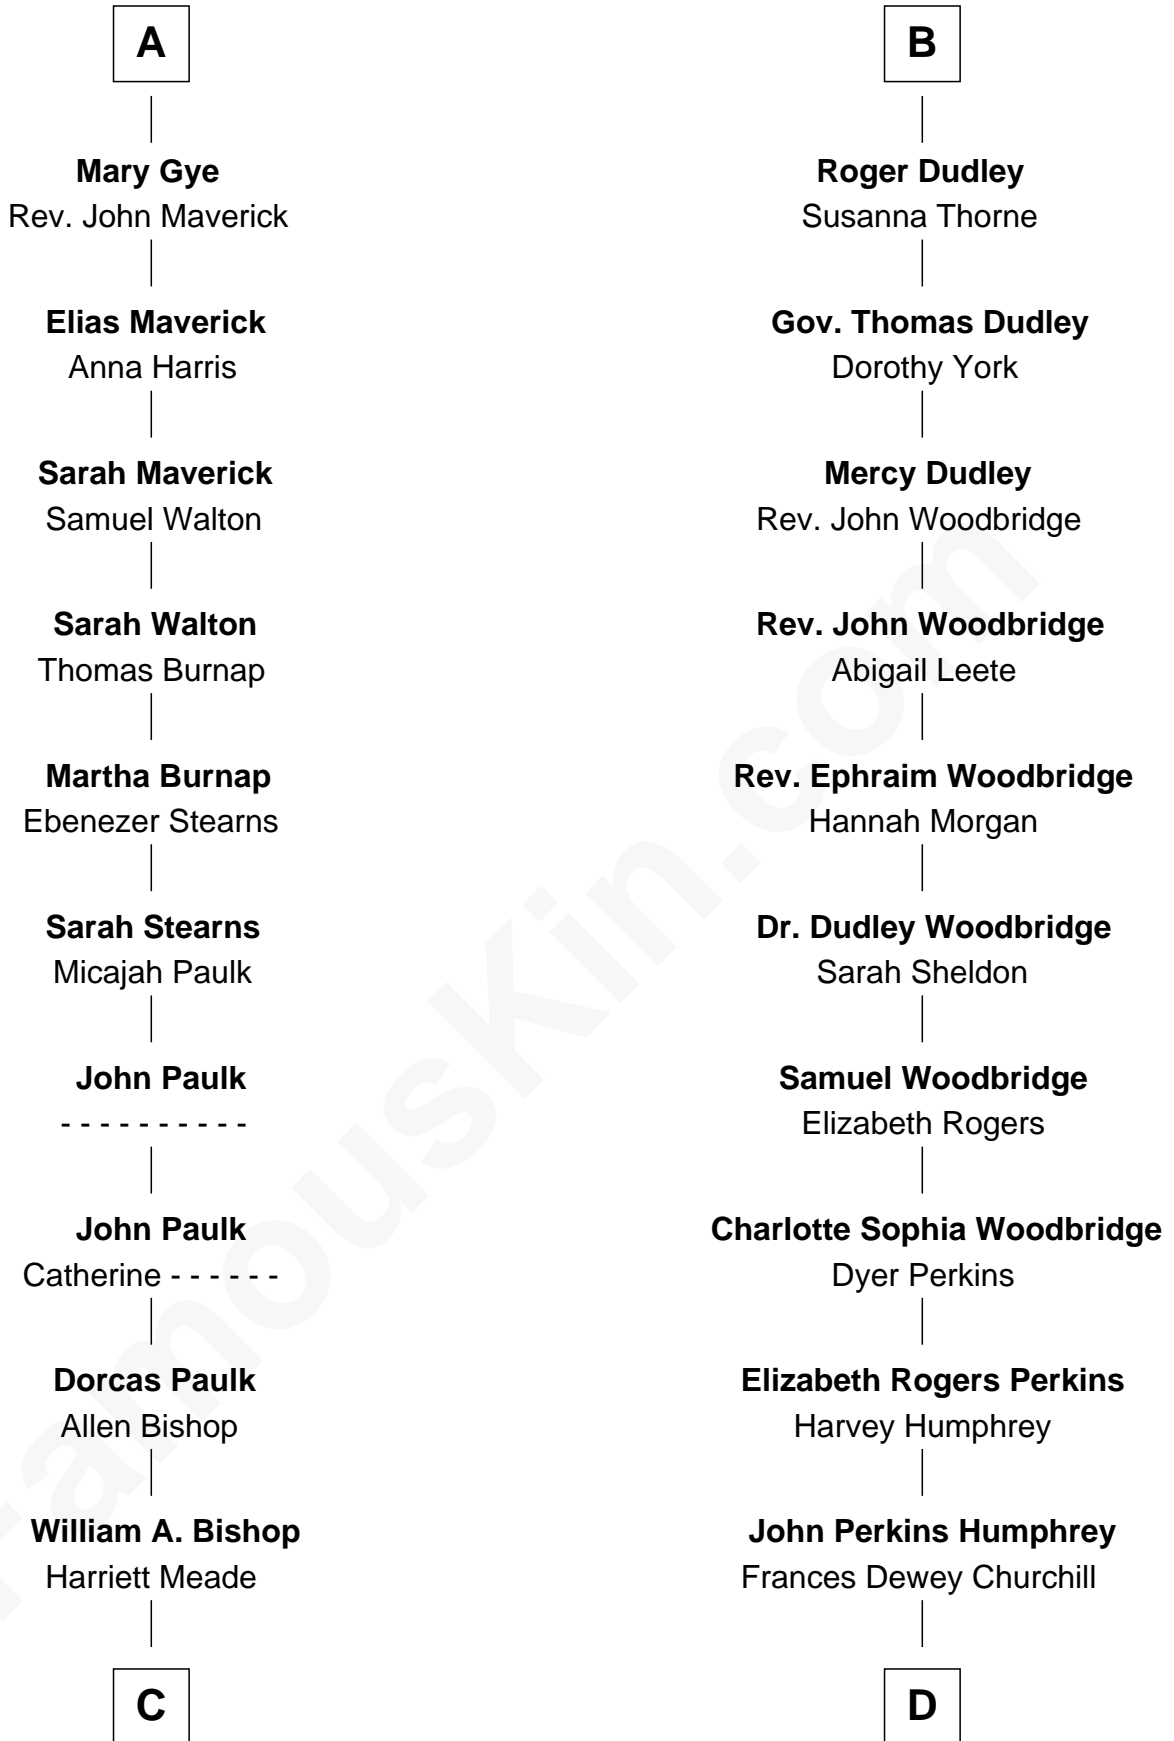 A
Mary Gye
Rev. John Maverick
Elias Maverick
Anna Harris
Sarah Maverick
Samuel Walton
Sarah Walton
Thomas Burnap
Martha Burnap
Ebenezer Stearns
Sarah Stearns
Micajah Paulk
John Paulk
- - - - - - - - - -
John Paulk
Catherine - - - - - -
Dorcas Paulk
Allen Bishop
William A. Bishop
Harriett Meade
C
B
Roger Dudley
Susanna Thorne
Gov. Thomas Dudley
Dorothy York
Mercy Dudley
Rev. John Woodbridge
Rev. John Woodbridge
Abigail Leete
Rev. Ephraim Woodbridge
Hannah Morgan
Dr. Dudley Woodbridge
Sarah Sheldon
Samuel Woodbridge
Elizabeth Rogers
Charlotte Sophia Woodbridge
Dyer Perkins
Elizabeth Rogers Perkins
Harvey Humphrey
John Perkins Humphrey
Frances Dewey Churchill
D
FamousKin.com